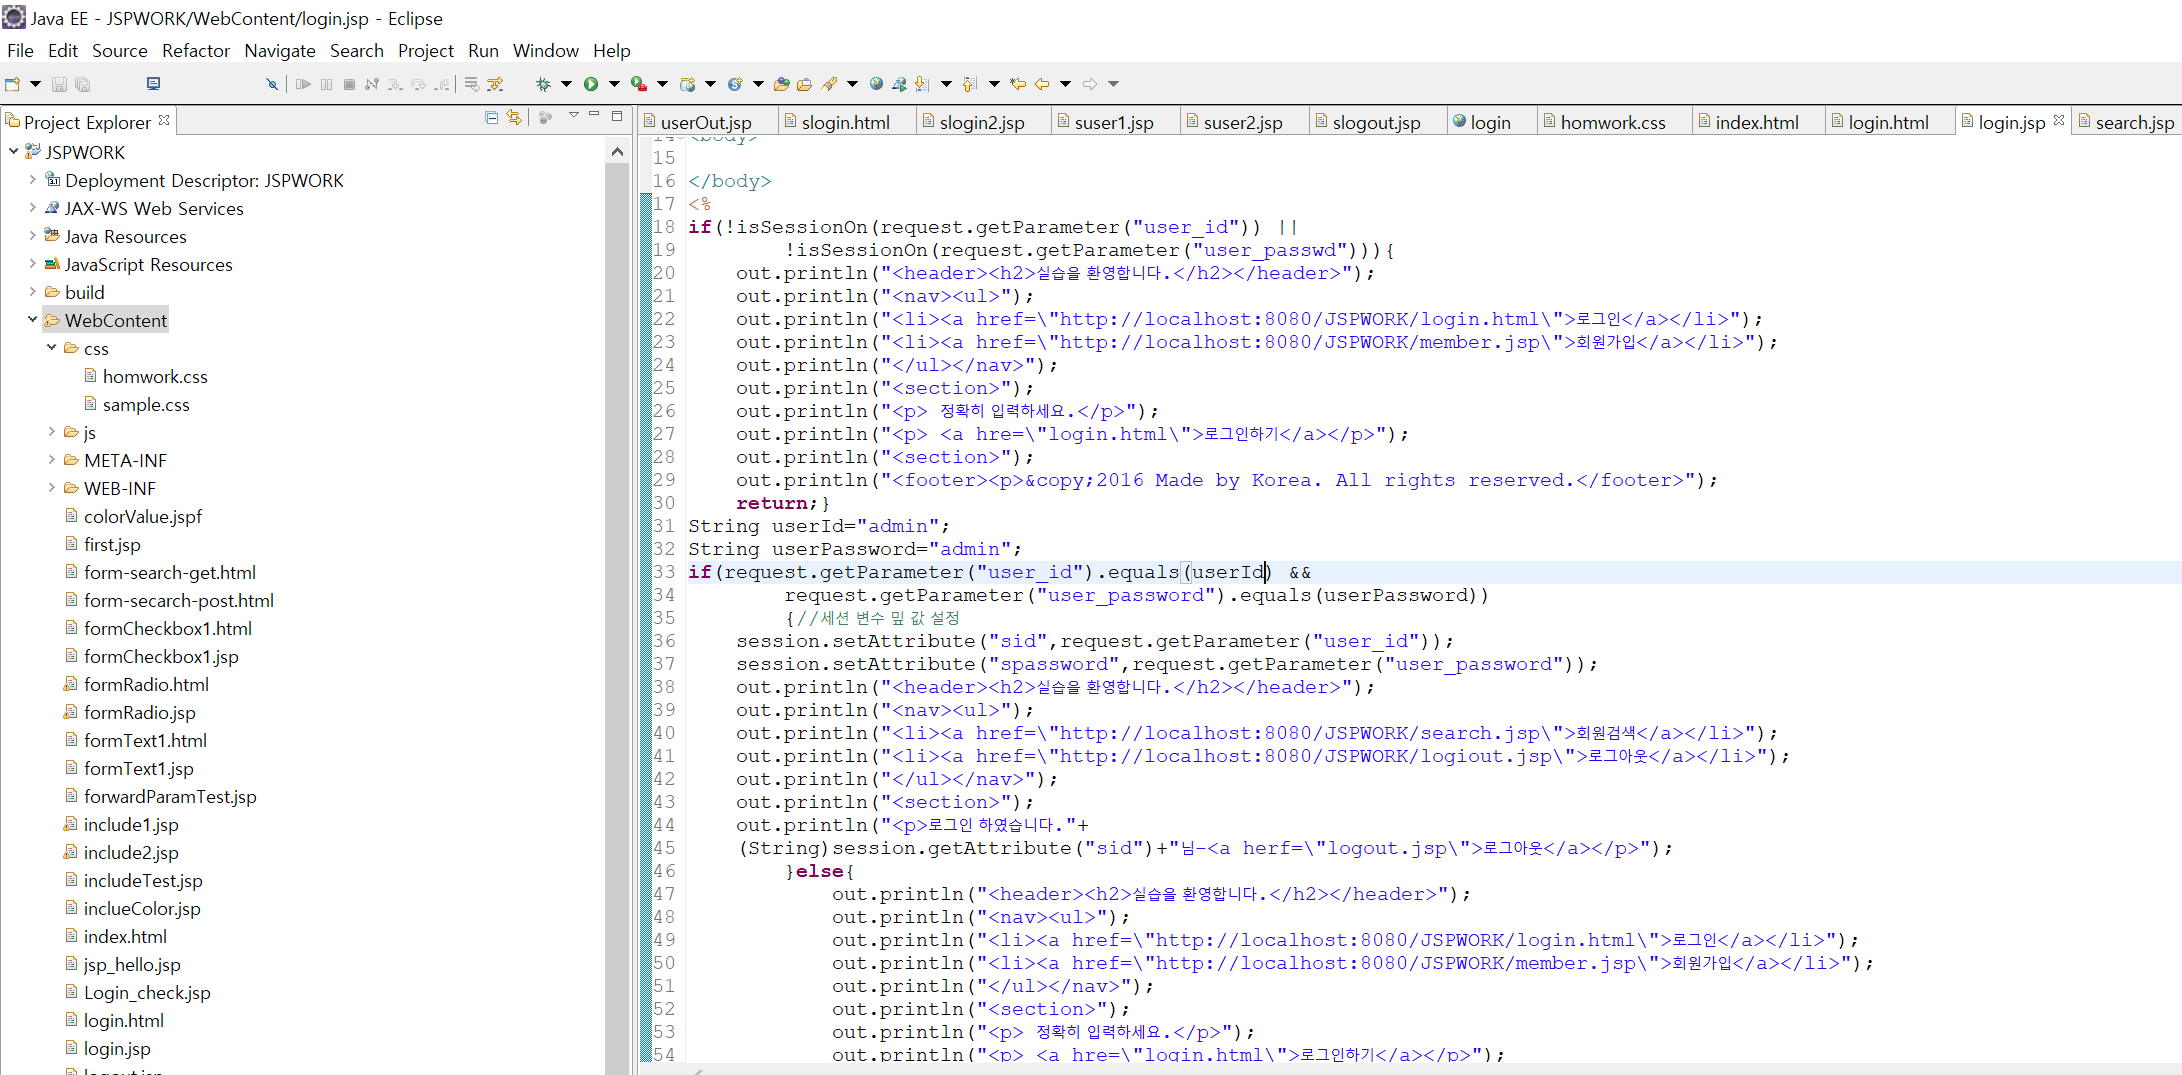 Java EE - JSPWORK/WebContent/login.jsp - Eclipse
File Edit Source Refactor Navigate Search Project Run Window Help
Project Explorer
userOut.jsp slogin.html slogin2.jsp suser1.jsp suser2.jsp slogout.jsp login homwork.css index.html login.html login.jsp search.jsp
JSPWORK
Deployment Descriptor: JSPWORK
JAX-WS Web Services
Java Resources
JavaScript Resources
build
WebContent
css
homwork.css
sample.css
js
META-INF
WEB-INF
colorValue.jspf
first.jsp
form-search-get.html
form-secarch-post.html
formCheckbox1.html
formCheckbox1.jsp
formRadio.html
formRadio.jsp
formText1.html
formText1.jsp
forwardParamTest.jsp
include1.jsp
include2.jsp
includeTest.jsp
inclueColor.jsp
index.html
jsp_hello.jsp
Login_check.jsp
login.html
login.jsp
logout.jsp
14 <body>
15
16 </body>
17 <%
18 if(!isSessionOn(request.getParameter("user_id")) ||
19 !isSessionOn(request.getParameter("user_passwd"))){
20 out.println("<header><h2>실습을 환영합니다.</h2></header>");
21 out.println("<nav><ul>");
22 out.println("<li><a href=\"http://localhost:8080/JSPWORK/login.html\">로그인</a></li>");
23 out.println("<li><a href=\"http://localhost:8080/JSPWORK/member.jsp\">회원가입</a></li>");
24 out.println("</ul></nav>");
25 out.println("<section>");
26 out.println("<p> 정확히 입력하세요.</p>");
27 out.println("<p> <a hre=\"login.html\">로그인하기</a></p>");
28 out.println("<section>");
29 out.println("<footer><p>&copy;2016 Made by Korea. All rights reserved.</footer>");
30 return;}
31 String userId="admin";
32 String userPassword="admin";
33 if(request.getParameter("user_id").equals(userId) &&
34 request.getParameter("user_password").equals(userPassword))
35 {//세션 변수 밒 값 설정
36 session.setAttribute("sid",request.getParameter("user_id"));
37 session.setAttribute("spassword",request.getParameter("user_password"));
38 out.println("<header><h2>실습을 환영합니다.</h2></header>");
39 out.println("<nav><ul>");
40 out.println("<li><a href=\"http://localhost:8080/JSPWORK/search.jsp\">회원검색</a></li>");
41 out.println("<li><a href=\"http://localhost:8080/JSPWORK/logiout.jsp\">로그아웃</a></li>");
42 out.println("</ul></nav>");
43 out.println("<section>");
44 out.println("<p>로그인 하였습니다."+
45 (String)session.getAttribute("sid")+"님-<a herf=\"logout.jsp\">로그아웃</a></p>");
46 }else{
47 out.println("<header><h2>실습을 환영합니다.</h2></header>");
48 out.println("<nav><ul>");
49 out.println("<li><a href=\"http://localhost:8080/JSPWORK/login.html\">로그인</a></li>");
50 out.println("<li><a href=\"http://localhost:8080/JSPWORK/member.jsp\">회원가입</a></li>");
51 out.println("</ul></nav>");
52 out.println("<section>");
53 out.println("<p> 정확히 입력하세요.</p>");
54 out.println("<p> <a hre=\"login.html\">로그인하기</a></p>");